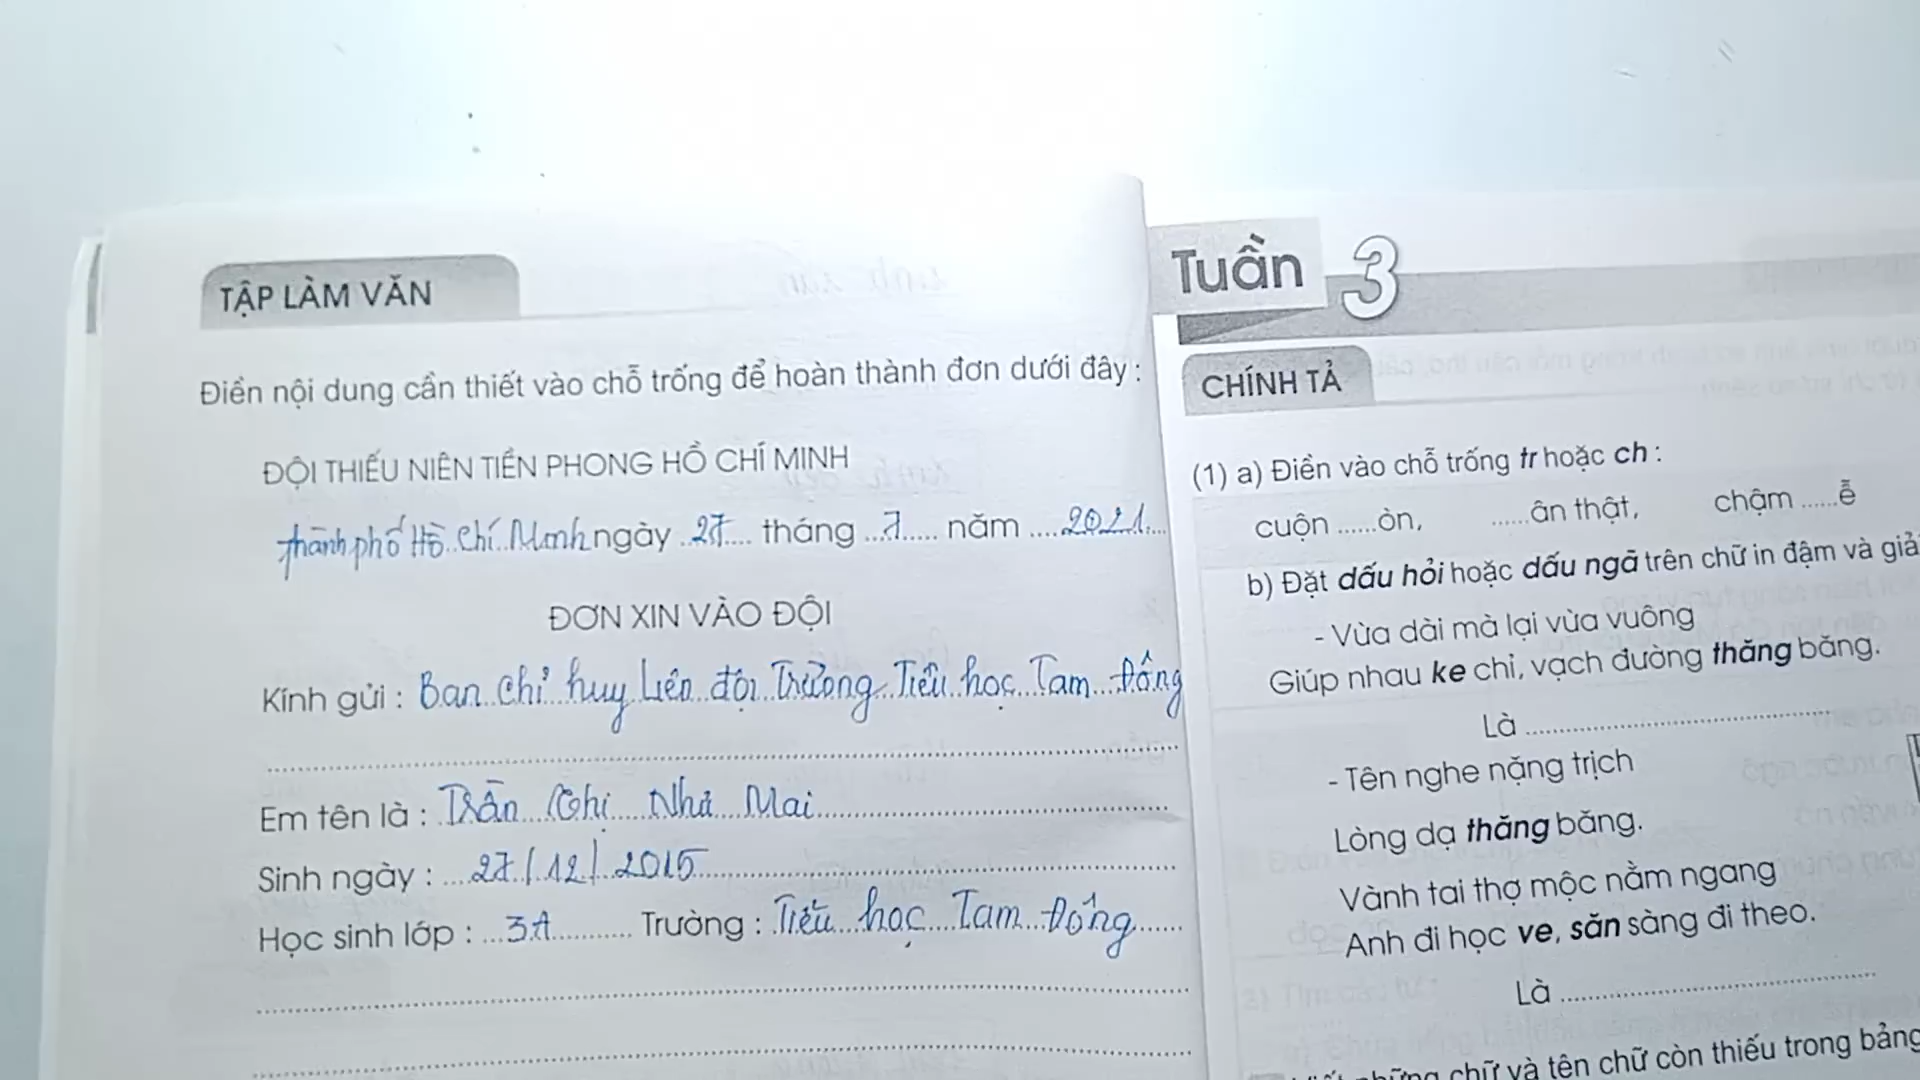 TẬP LÀM VĂN
Điền nội dung cần thiết vào chỗ trống để hoàn thành đơn dưới đây :
ĐỘI THIẾU NIÊN TIỀN PHONG HỒ CHÍ MINH
thành phố Hồ Chí Minh ngày 27 tháng 7 năm 2021
ĐƠN XIN VÀO ĐỘI
Kính gửi : Ban chỉ huy Liên đội Trường Tiểu học Tam Đông
Em tên là : Trần Thị Như Mai
Sinh ngày : 27/12/2015
Học sinh lớp : 3A Trường : Tiểu học Tam Đông
Tuần 3
CHÍNH TẢ
(1) a) Điền vào chỗ trống tr hoặc ch :
cuộn ......òn, ......ân thật, chậm ......ễ
b) Đặt dấu hỏi hoặc dấu ngã trên chữ in đậm và giải
- Vừa dài mà lại vừa vuông
Giúp nhau ke chỉ, vạch đường thăng băng.
Là
- Tên nghe nặng trịch
Lòng dạ thăng băng.
Vành tai thợ mộc nằm ngang
Anh đi học ve, săn sàng đi theo.
Là
những chữ và tên chữ còn thiếu trong bảng